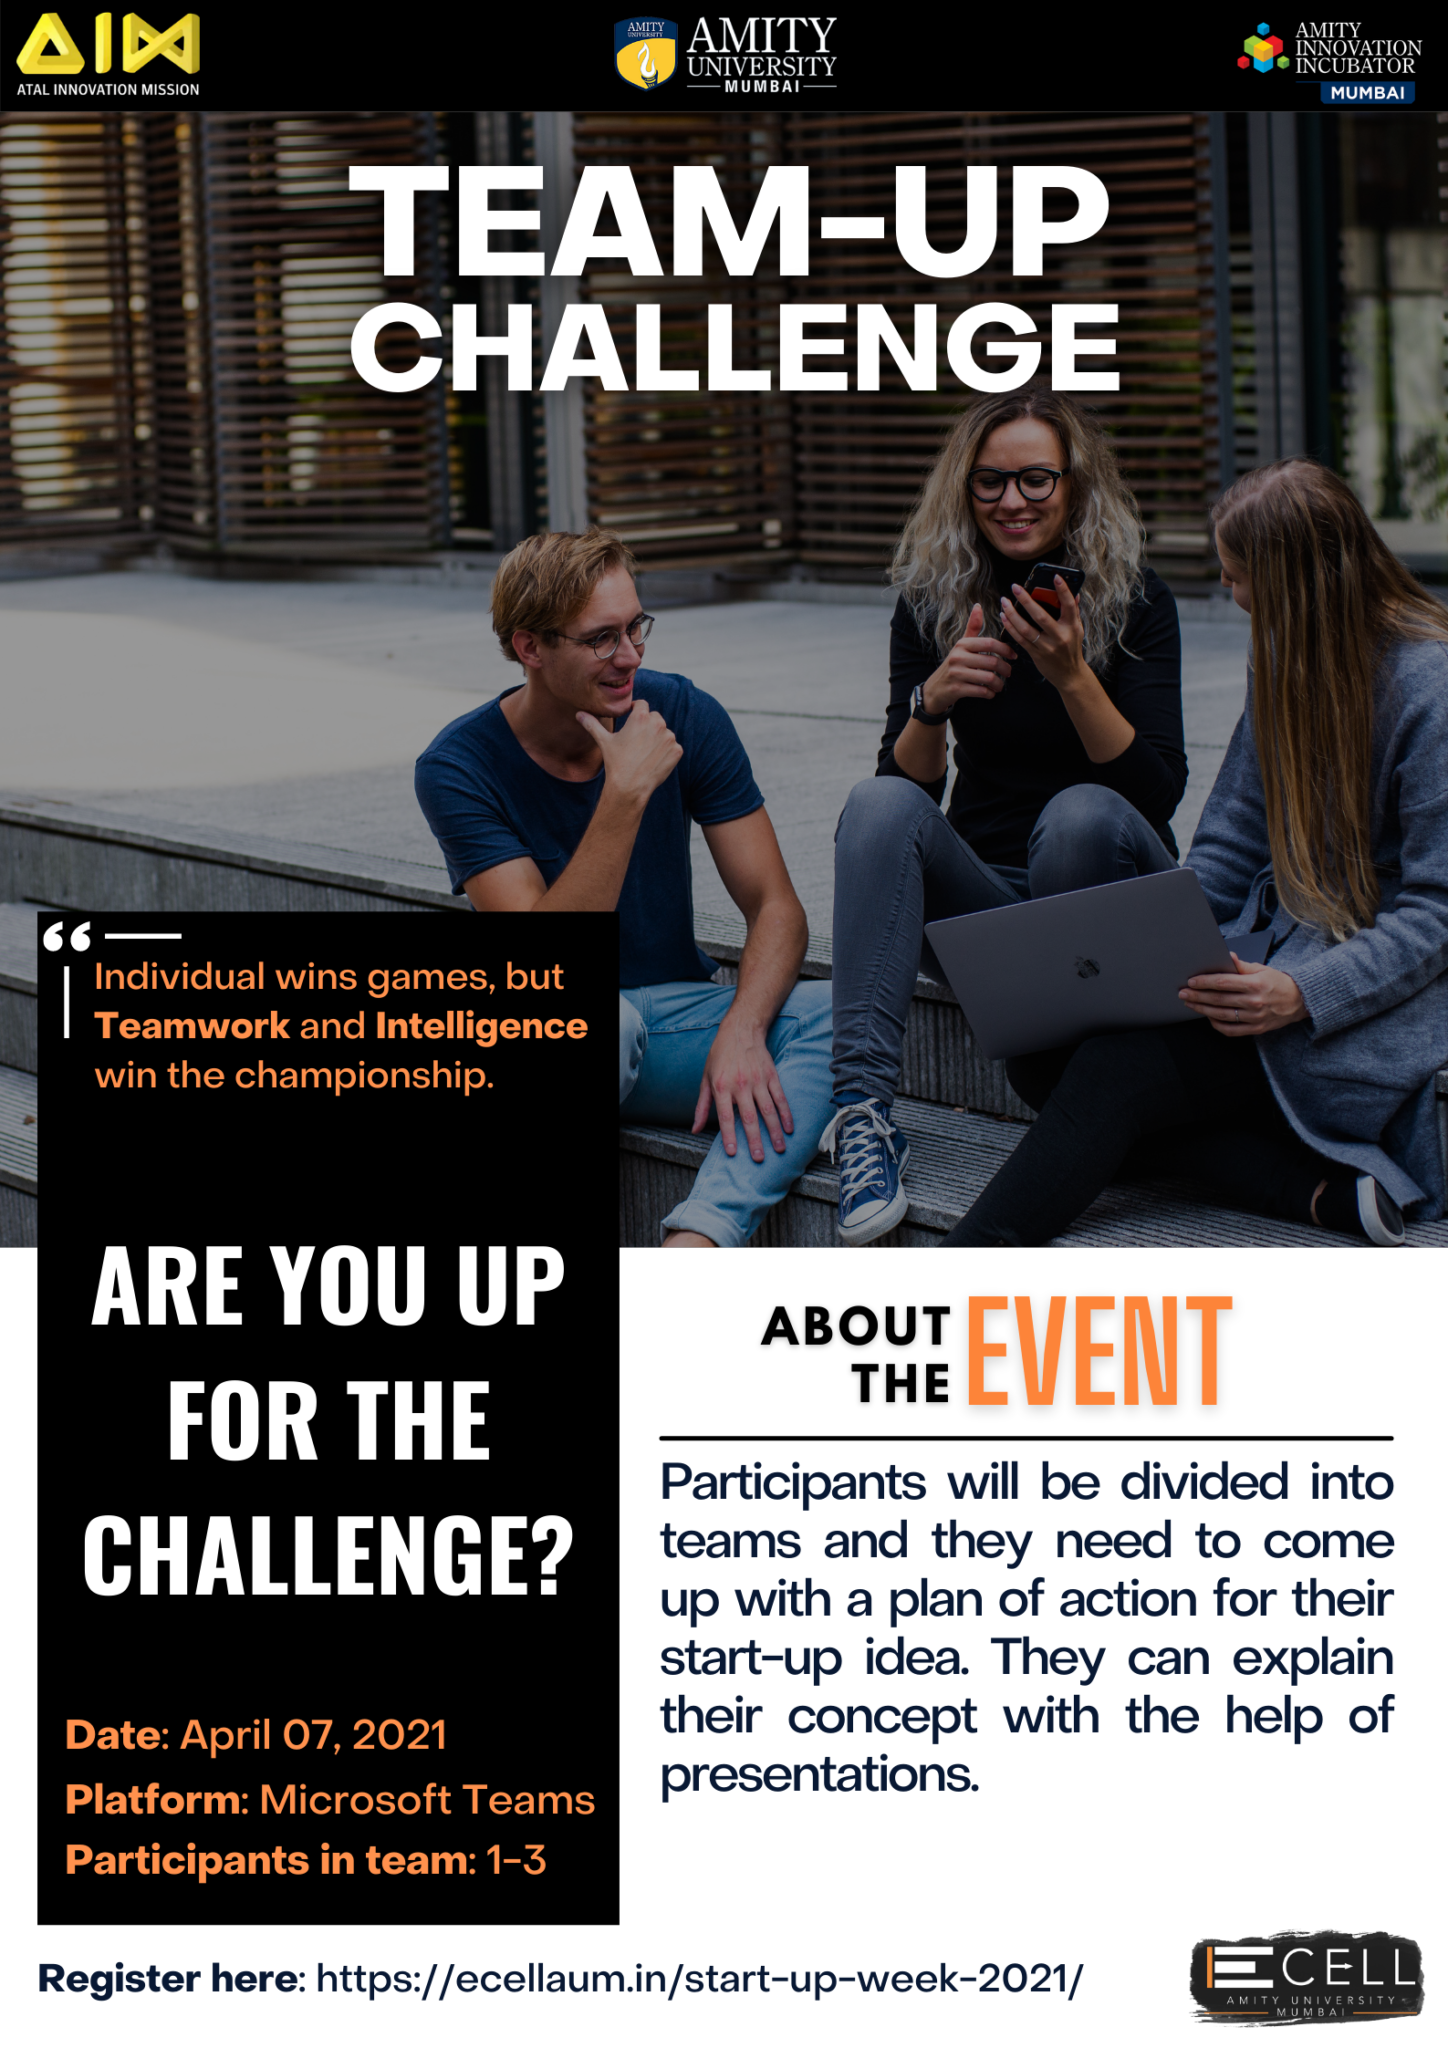 AIM
ATAL INNOVATION MISSION
AMITY
UNIVERSITY
AMITY
UNIVERSITY
MUMBAI
AMITY
INNOVATION
INCUBATOR
MUMBAI
TEAM-UP
CHALLENGE
“
Individual wins games, but
Teamwork and Intelligence
win the championship.
ARE YOU UP
FOR THE
CHALLENGE?
Date: April 07, 2021
Platform: Microsoft Teams
Participants in team: 1-3
ABOUT
THE
EVENT
Participants will be divided into
teams and they need to come
up with a plan of action for their
start-up idea. They can explain
their concept with the help of
presentations.
Register here: https://ecellaum.in/start-up-week-2021/
ECELL
AMITY UNIVERSITY
MUMBAI